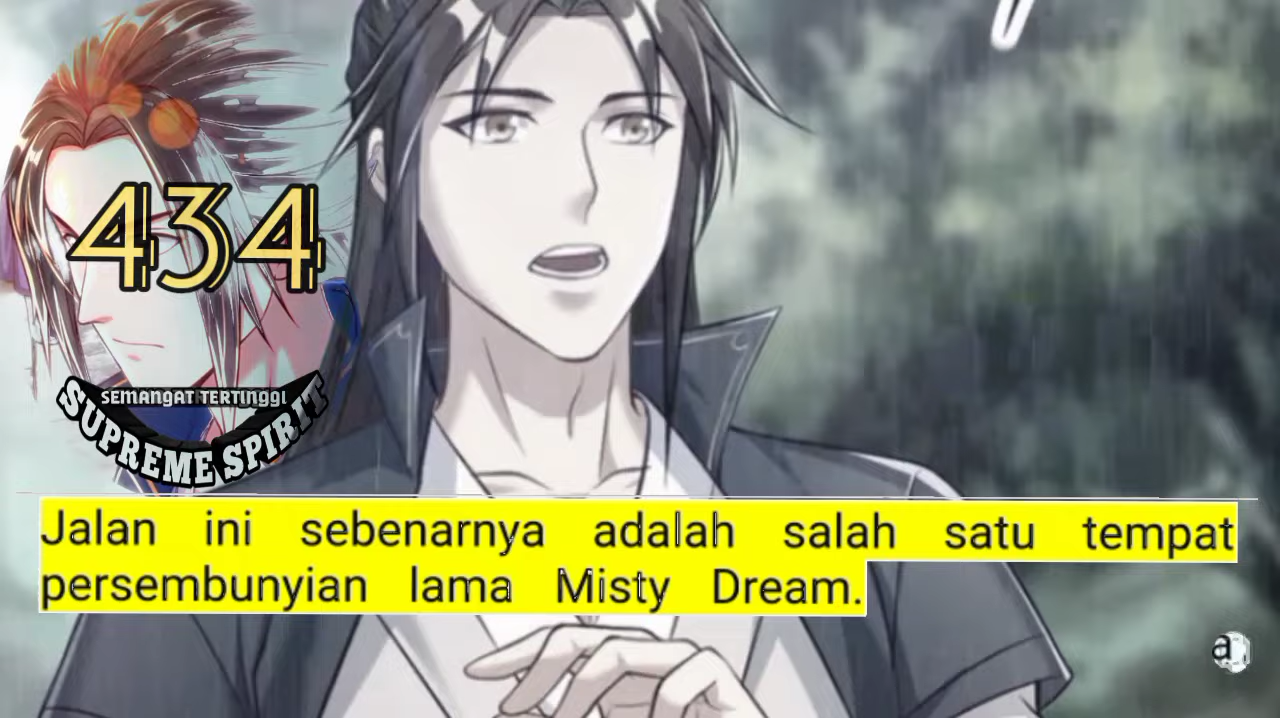 434
SEMANGAT TERTINGGI
SUPREME SPIRIT
Jalan ini sebenarnya adalah salah satu tempat
persembunyian lama Misty Dream.
a